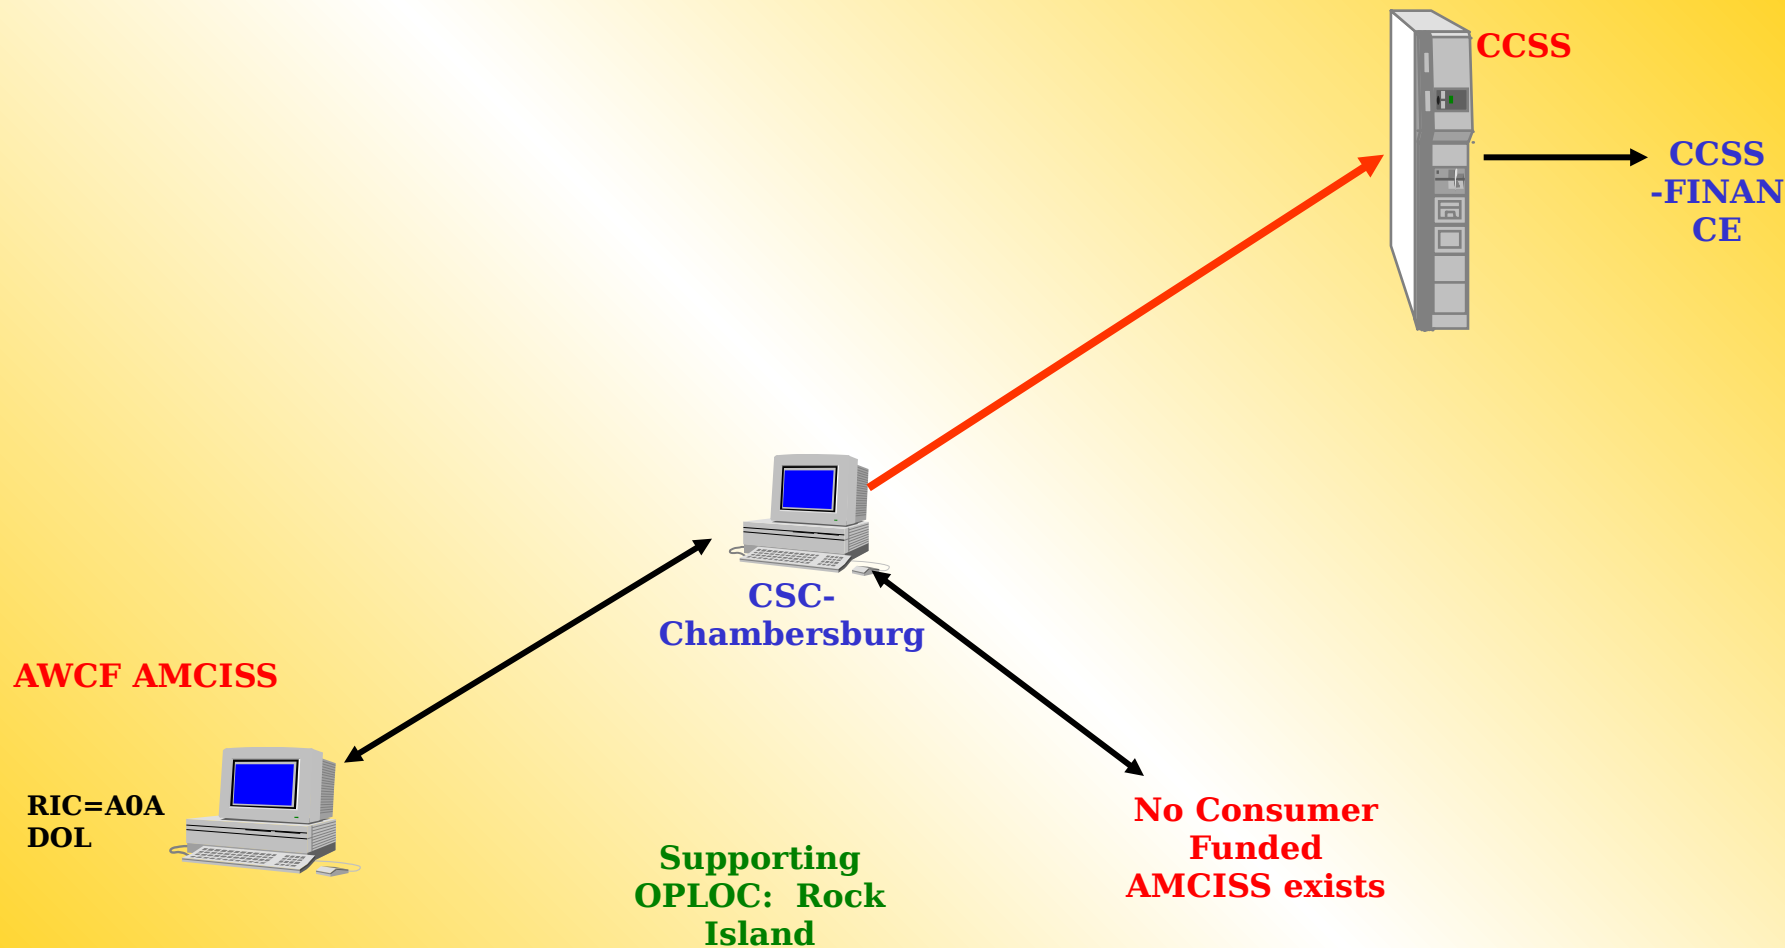 CCSS
CCSS
-FINAN
CE
CSC-
Chambersburg
AWCF AMCISS
RIC=A0A
DOL
No Consumer
Funded
AMCISS exists
Supporting
OPLOC:  Rock
Island